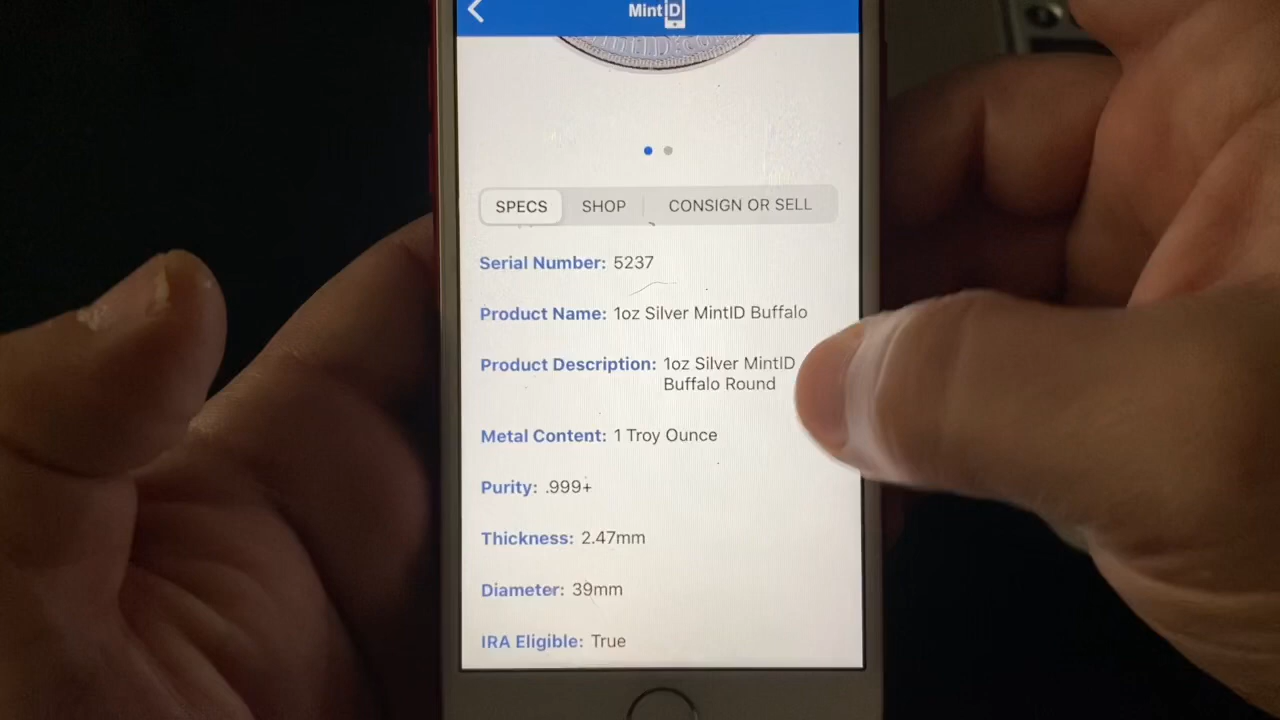 MintID
SPECS
SHOP
CONSIGN OR SELL
Serial Number: 5237
Product Name: 1oz Silver MintID Buffalo
Product Description: 1oz Silver MintID
Buffalo Round
Metal Content: 1 Troy Ounce
Purity: .999+
Thickness: 2.47mm
Diameter: 39mm
IRA Eligible: True